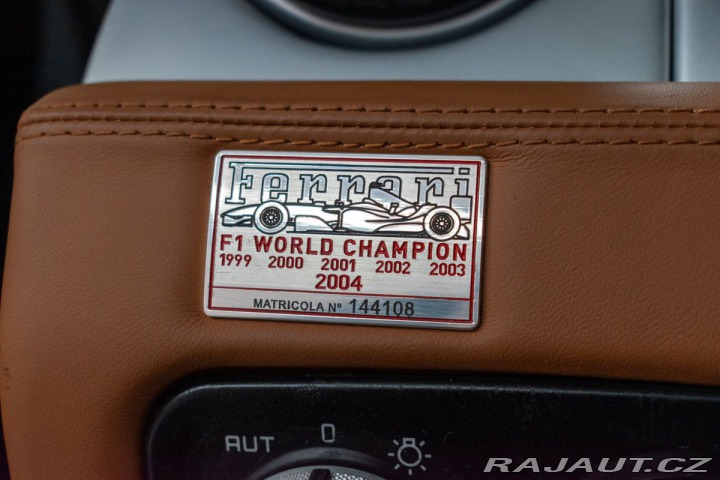 Ferrari
F1 WORLD CHAMPION
1999 2000 2001 2002 2003
2004
MATRICOLA Nº 144108
AUT 0
RAJAUT.CZ